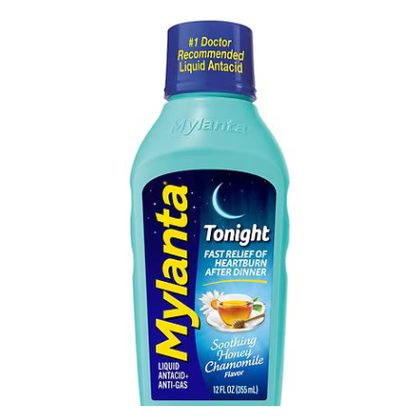 #1 Doctor
Recommended
Liquid Antacid
Mylanta
Mylanta
Tonight
FAST RELIEF OF
HEARTBURN
AFTER DINNER
Soothing
Honey
Chamomile
Flavor
LIQUID
ANTACID+
ANTI-GAS
12 FL OZ (355 mL)